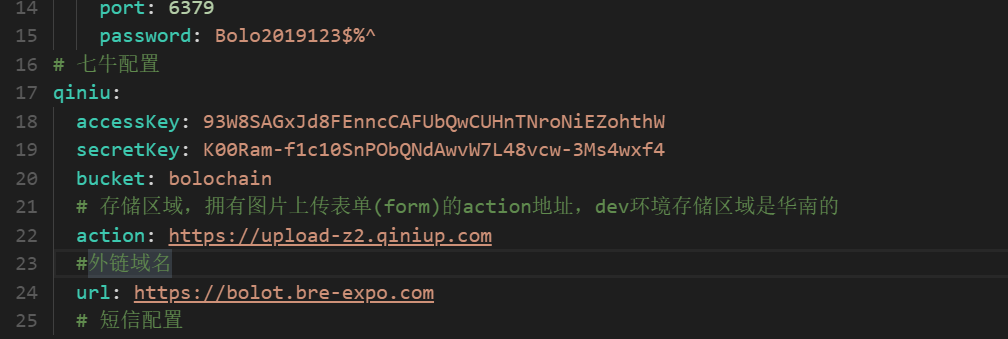 14 port: 6379
15 password: Bolo2019123$%^
16 # 七牛配置
17 qiniu:
18 accessKey: 93W8SAGxJd8FEnncCAFUbQwCUHnTNroNiEZohthW
19 secretKey: K00Ram-f1c10SnPObQNdAwvW7L48vcw-3Ms4wxf4
20 bucket: bolochain
21 # 存储区域，拥有图片上传表单(form)的action地址，dev环境存储区域是华南的
22 action: https://upload-z2.qiniup.com
23 #外链域名
24 url: https://bolot.bre-expo.com
25 # 短信配置